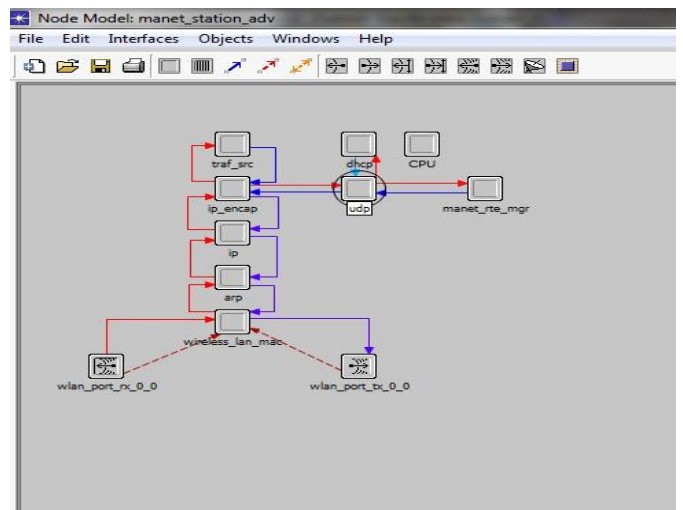 Node Model: manet_station_adv
File Edit Interfaces Objects Windows Help
traf_src
dhcp
CPU
ip_encap
udp
manet_rte_mgr
ip
arp
wireless_lan_mac
wlan_port_rx_0_0
wlan_port_tx_0_0